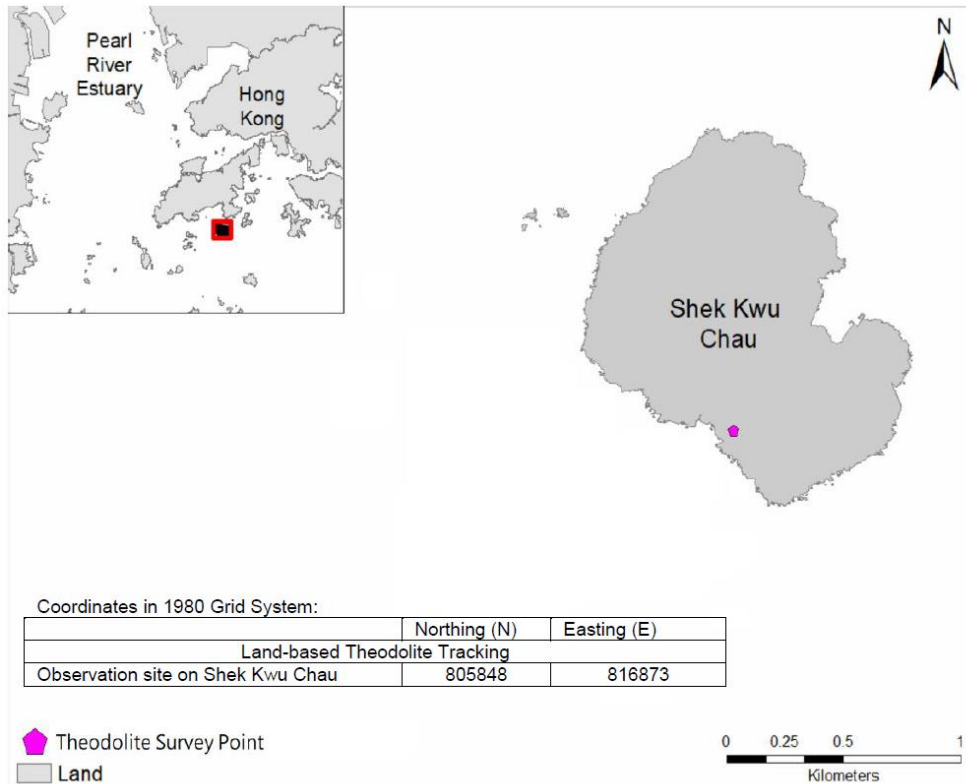 Pearl
River
Estuary
Hong
Kong
N
Shek Kwu
Chau
Coordinates in 1980 Grid System:
Northing (N) Easting (E)
Land-based Theodolite Tracking
Observation site on Shek Kwu Chau 805848 816873
Theodolite Survey Point
Land
0 0.25 0.5 1
Kilometers